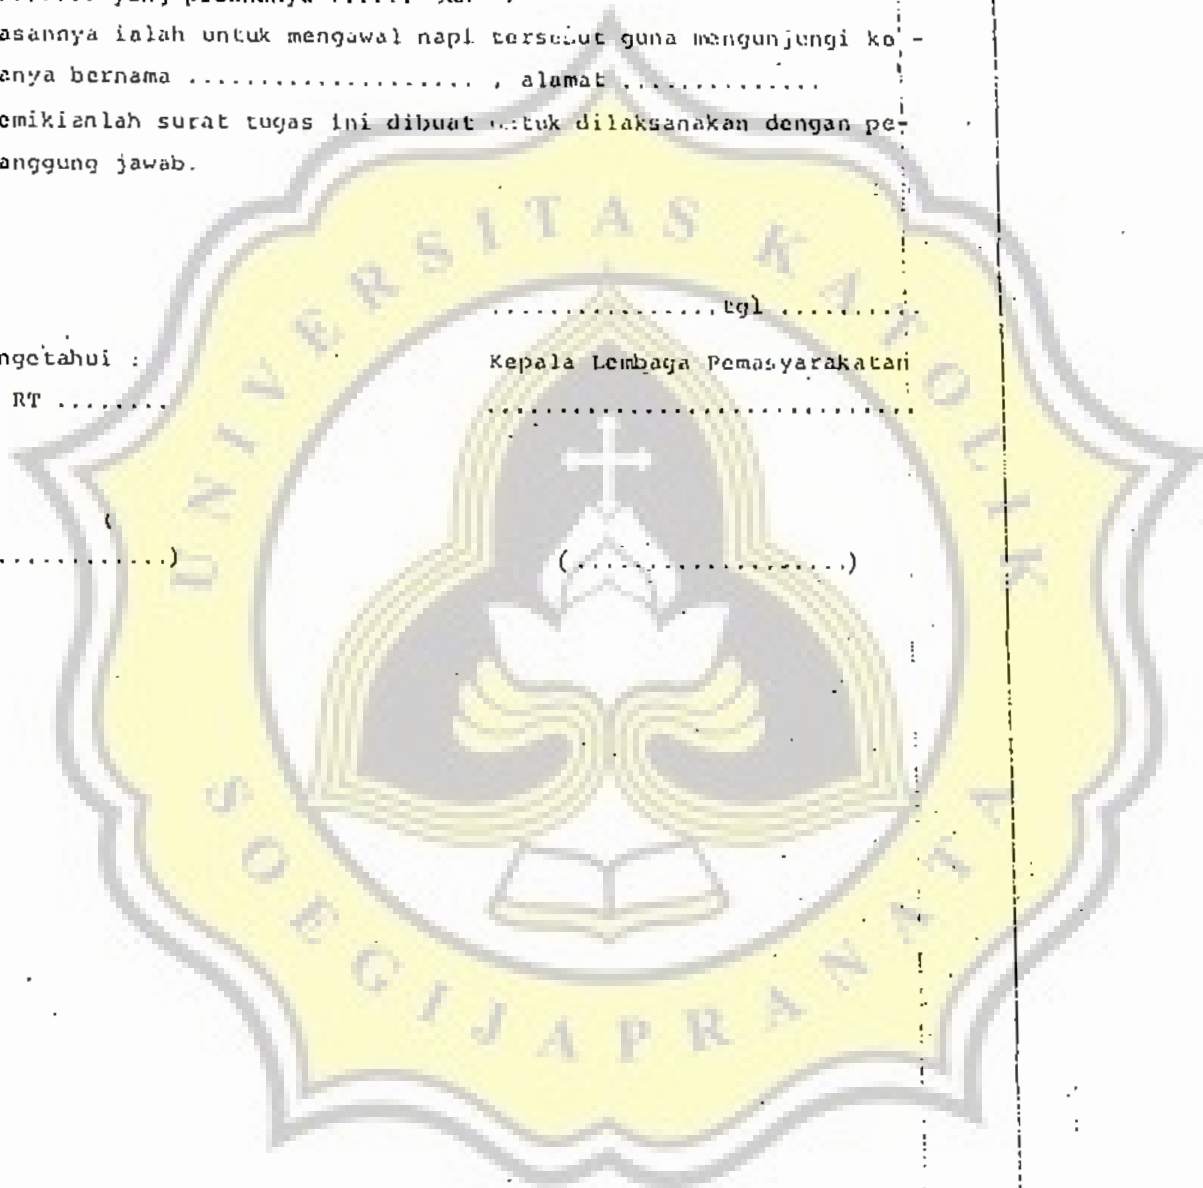 yang
asannya ialah untuk mengawal napi tersebut guna mengunjungi ko -
anya bernama .................. , alamat ..............
emikianlah surat tugas ini dibuat untuk dilaksanakan dengan pe-
anggung jawab.
................tgl ..........
ngetahui :
Kepala Lembaga Pemasyarakatan
RT ........
............................
............)
(..................)
UNIVERSITAS KATOLIK
SOEGIJAPRANATA